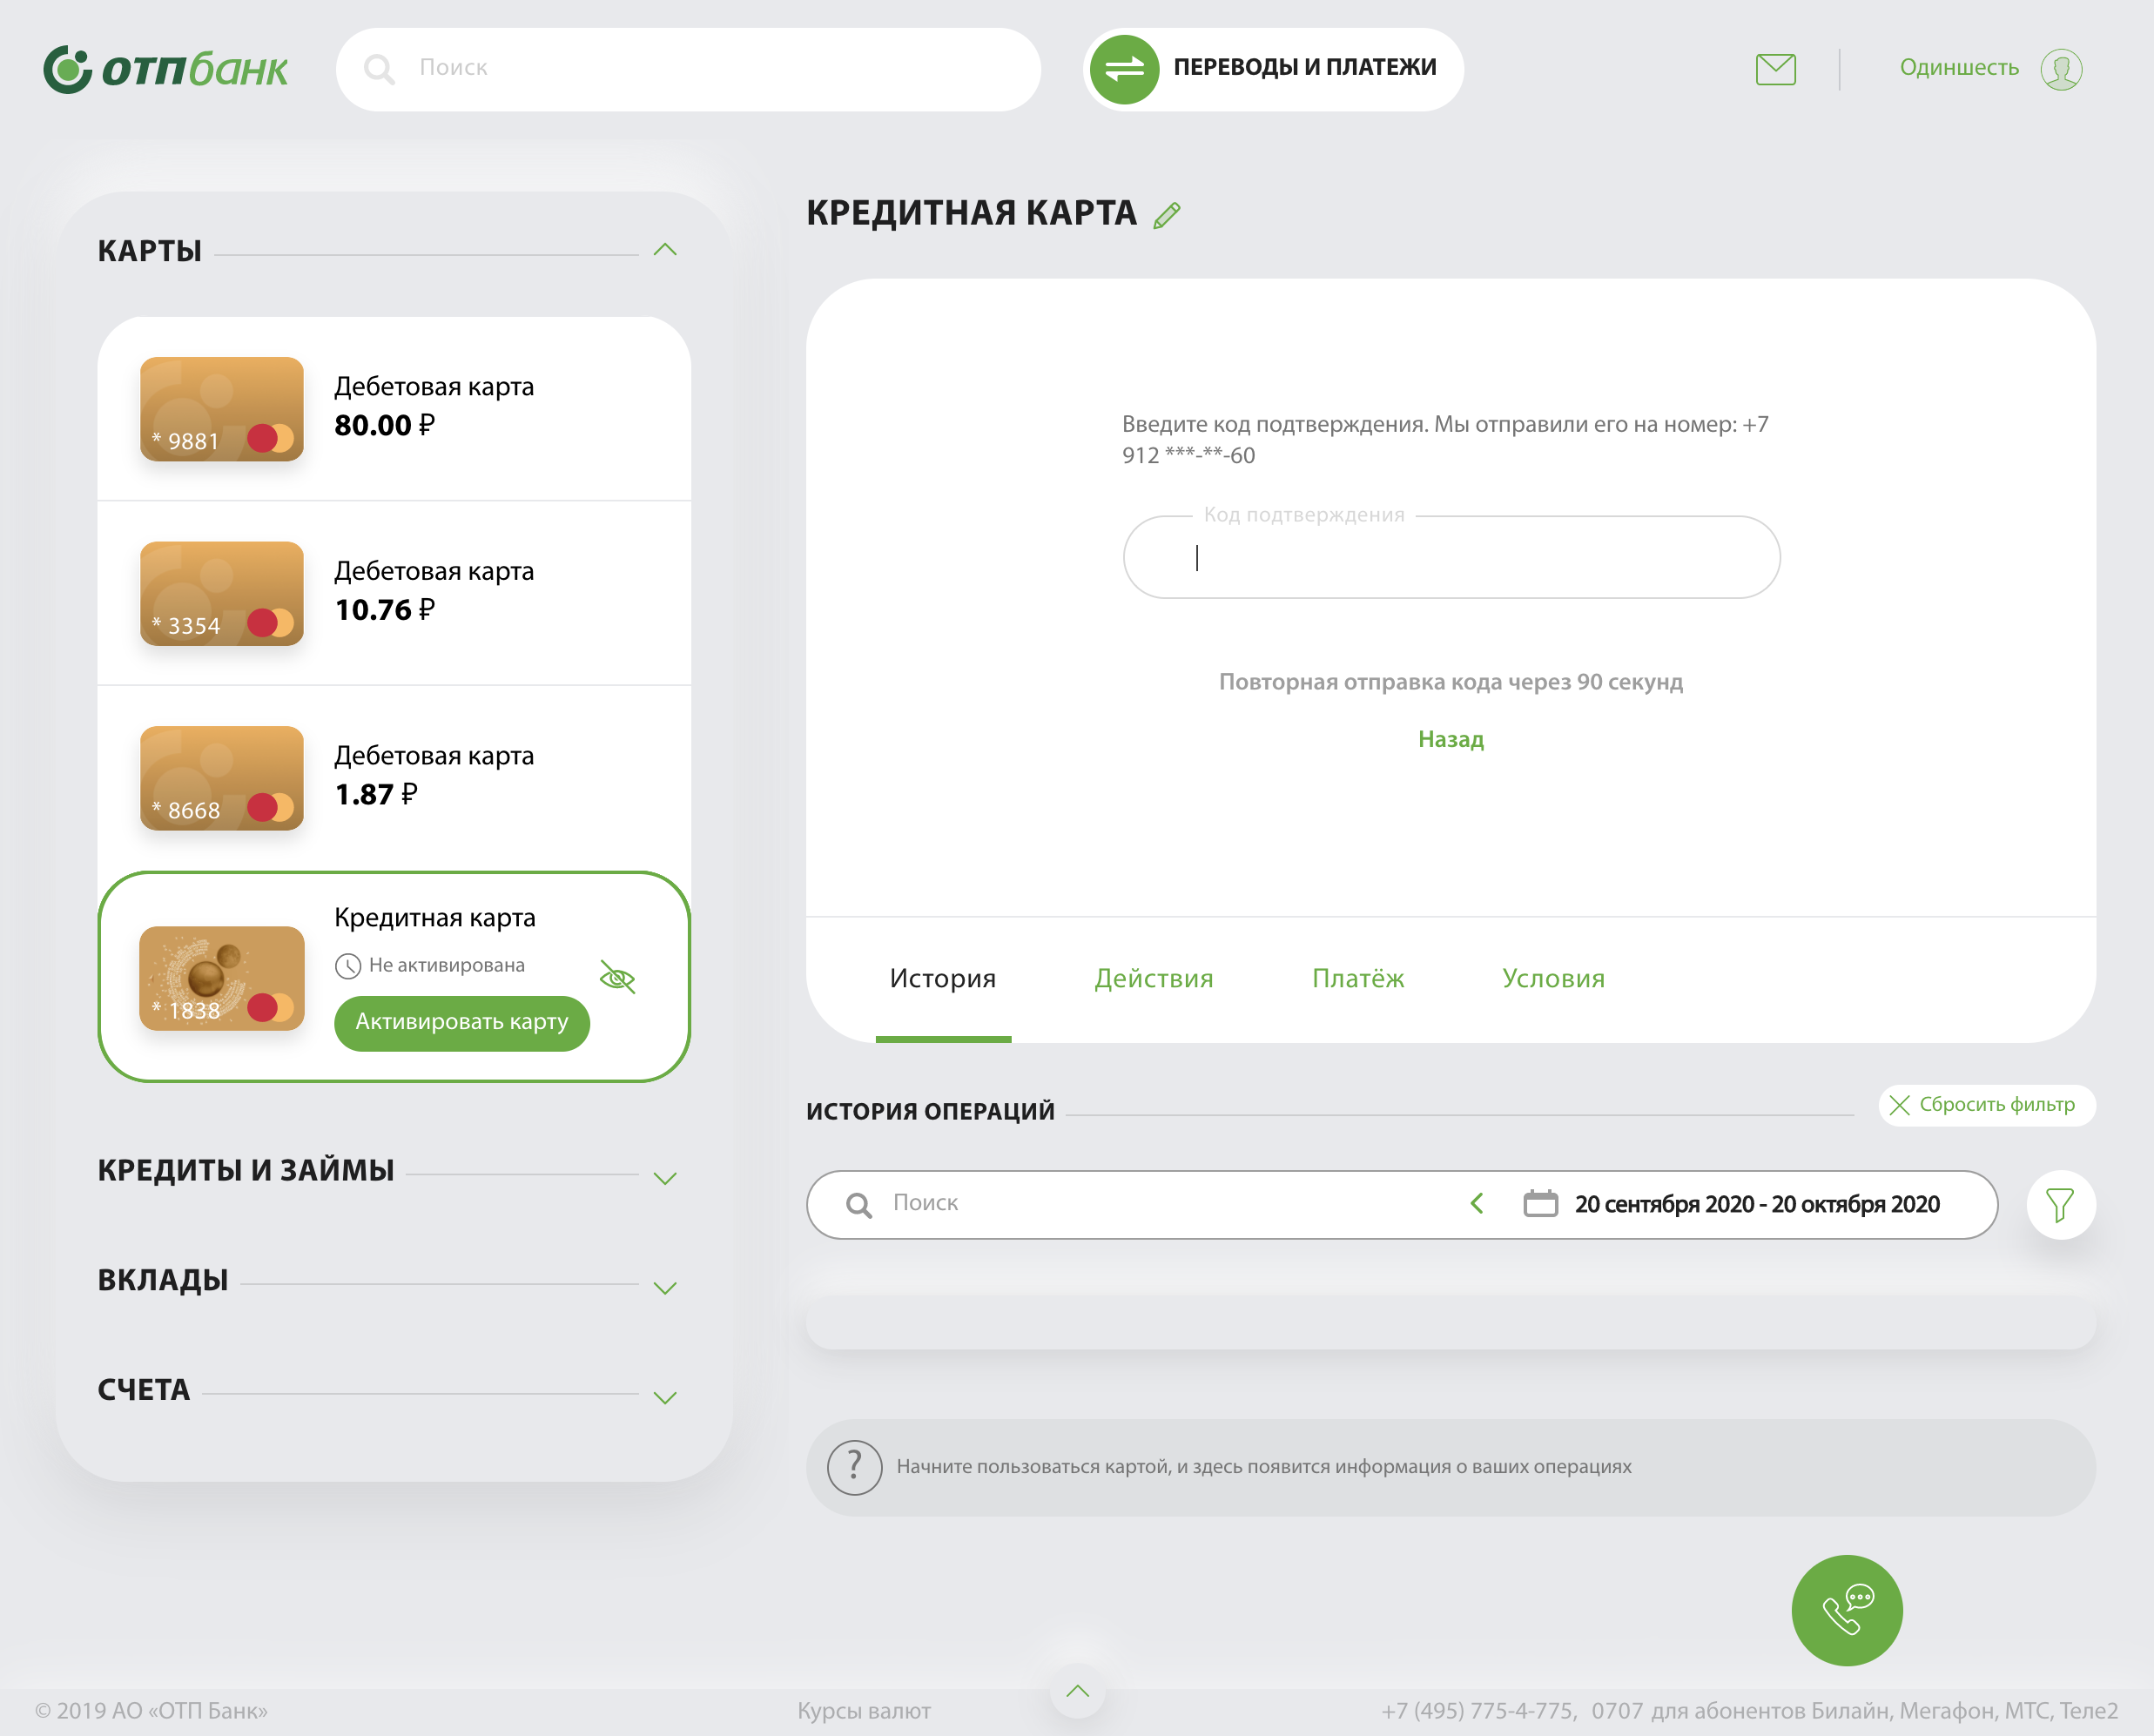 ОТПбанк
Поиск
ПЕРЕВОДЫ И ПЛАТЕЖИ
Одиншесть
КАРТЫ
* 9881
Дебетовая карта
80.00 ₽
* 3354
Дебетовая карта
10.76 ₽
* 8668
Дебетовая карта
1.87 ₽
* 1838
Кредитная карта
Не активирована
Активировать карту
КРЕДИТЫ И ЗАЙМЫ
ВКЛАДЫ
СЧЕТА
КРЕДИТНАЯ КАРТА
Введите код подтверждения. Мы отправили его на номер: +7
912 ***-**-60
Код подтверждения
Повторная отправка кода через 90 секунд
Назад
История Действия Платёж Условия
ИСТОРИЯ ОПЕРАЦИЙ
Сбросить фильтр
Поиск
20 сентября 2020 - 20 октября 2020
? Начните пользоваться картой, и здесь появится информация о ваших операциях
© 2019 АО «ОТП Банк»
Курсы валют
+7 (495) 775-4-775, 0707 для абонентов Билайн, Мегафон, МТС, Теле2